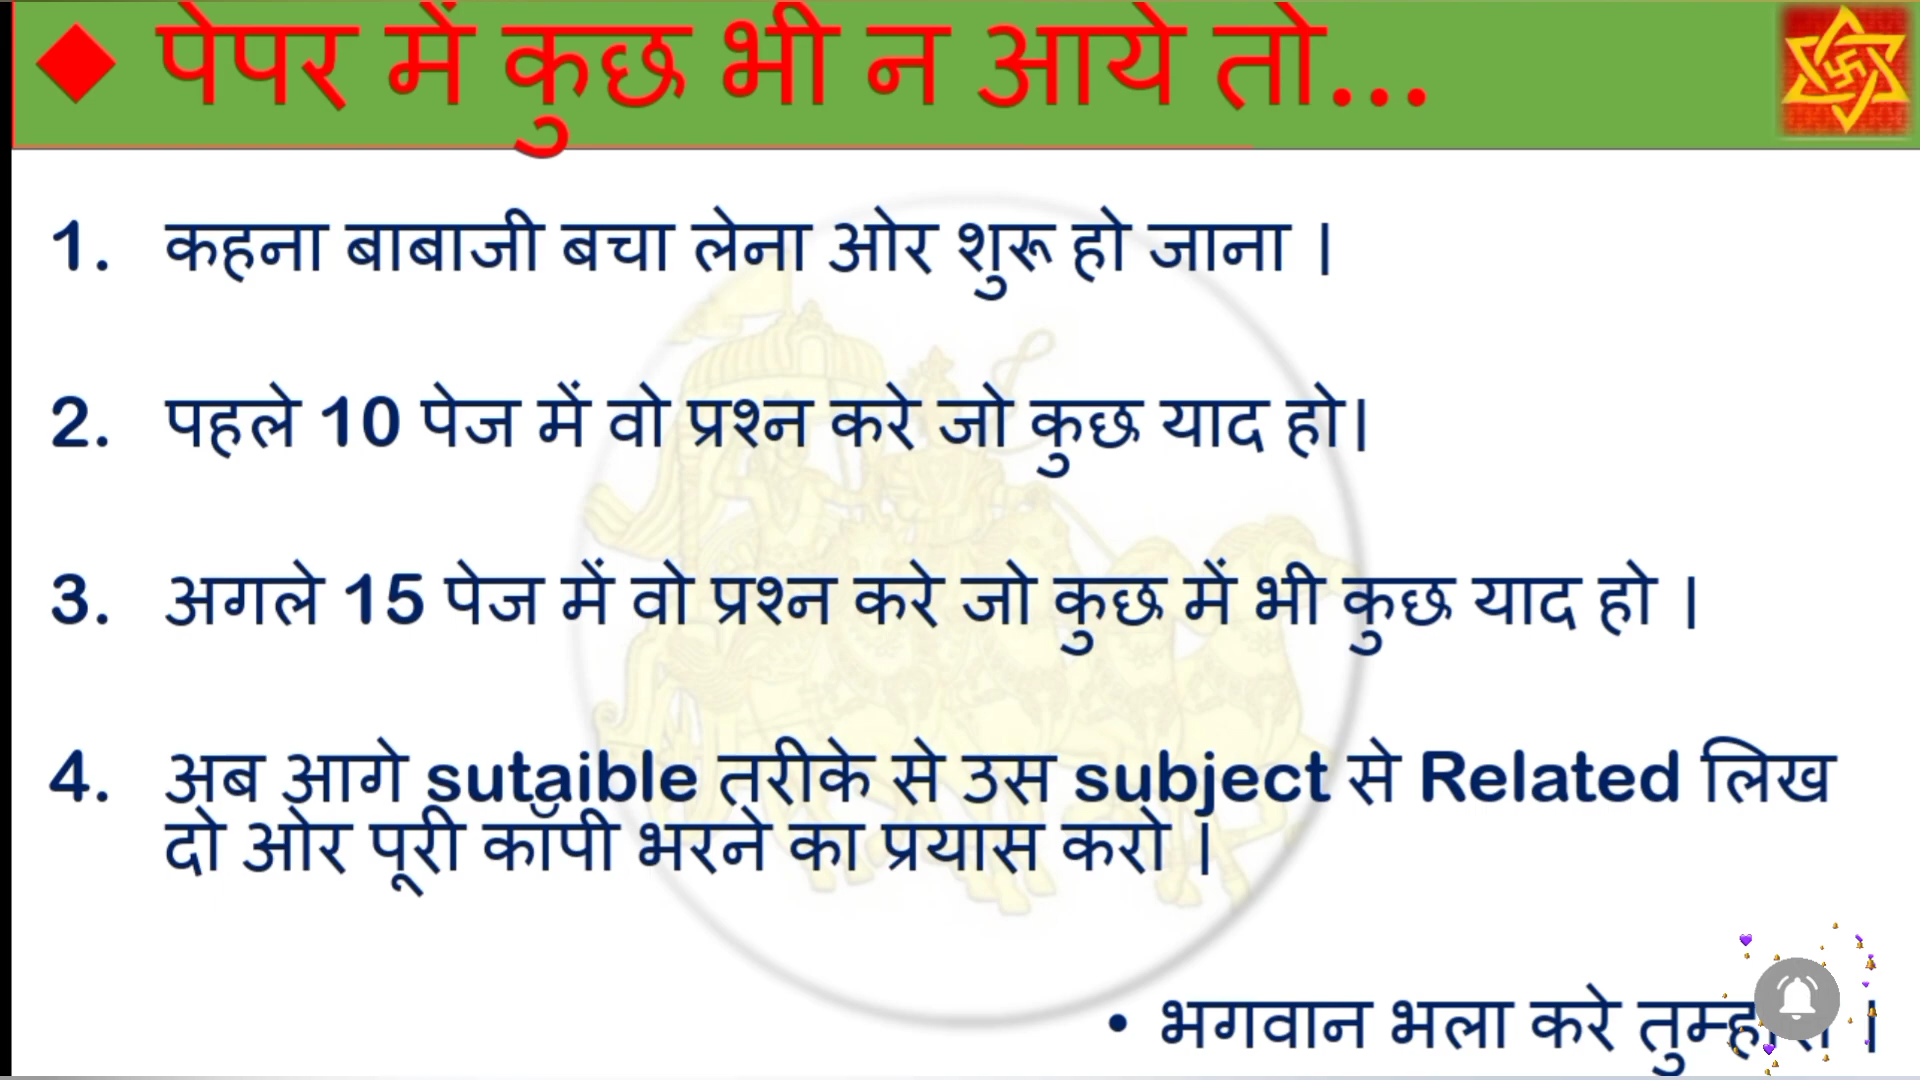 पेपर में कुछ भी न आये तो...
1. कहना बाबाजी बचा लेना ओर शुरू हो जाना ।
2. पहले 10 पेज में वो प्रश्न करे जो कुछ याद हो।
3. अगले 15 पेज में वो प्रश्न करे जो कुछ में भी कुछ याद हो ।
4. अब आगे sutaible तरीके से उस subject से Related लिख
दो ओर पूरी कॉपी भरने का प्रयास करो ।
• भगवान भला करे